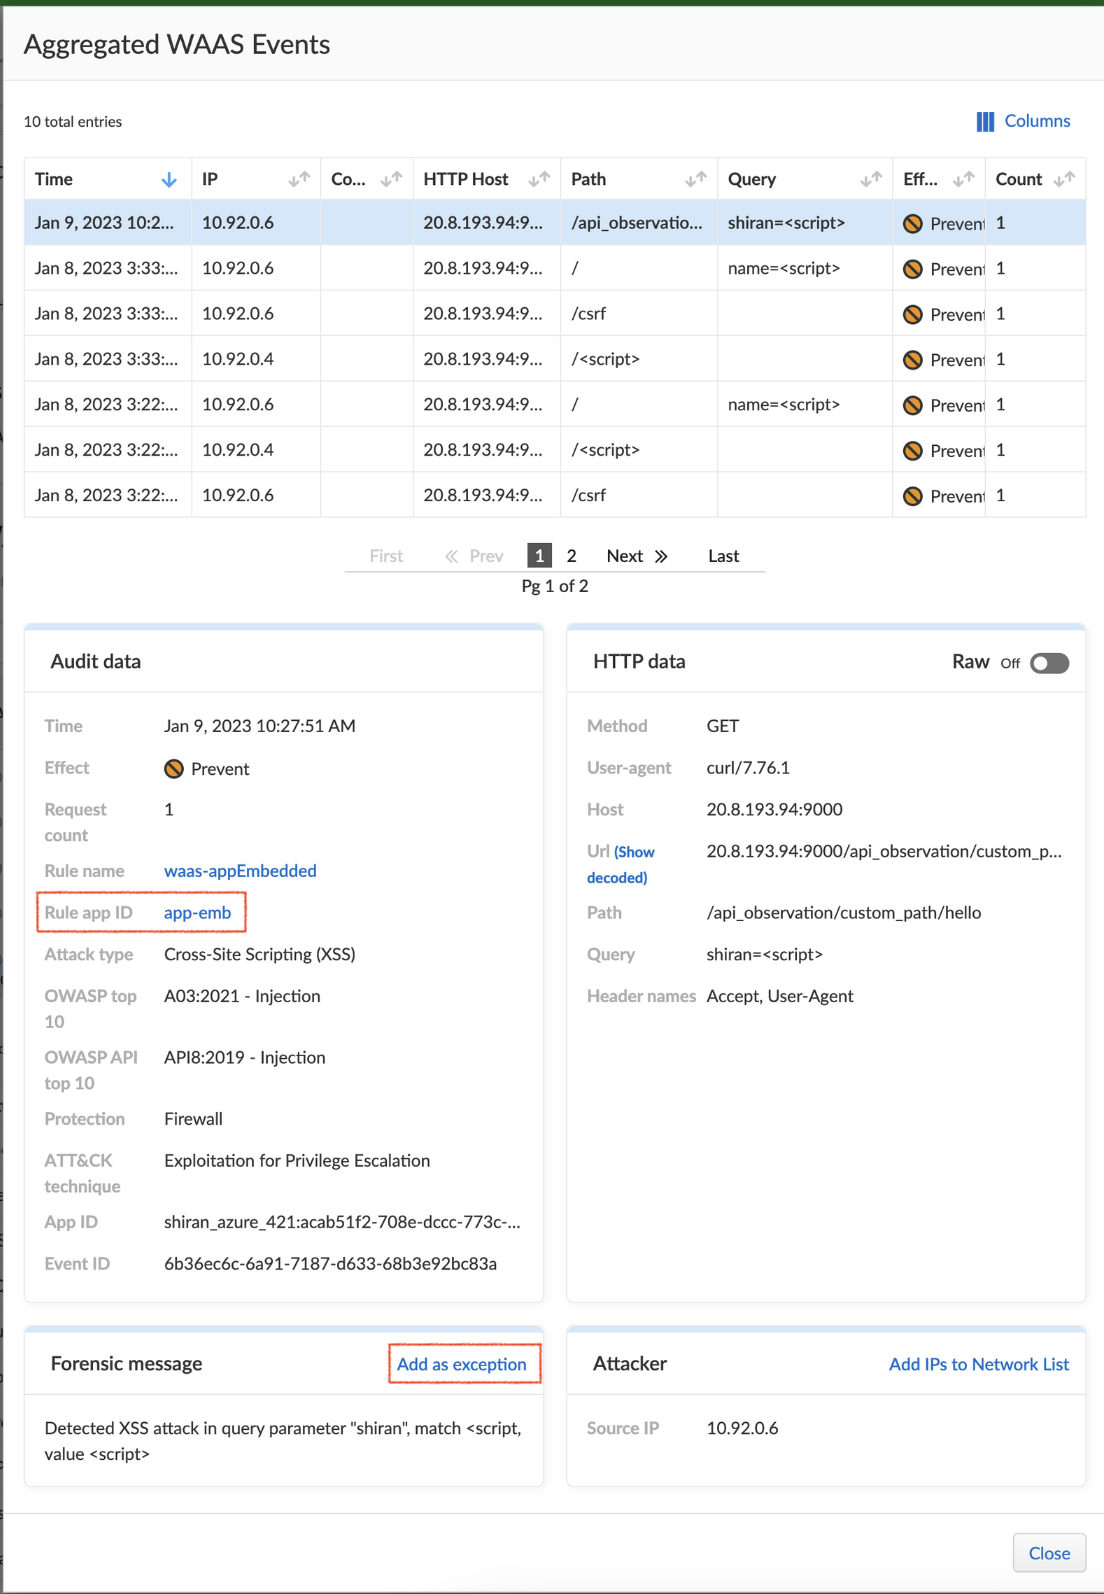 Aggregated WAAS Events
10 total entries
Columns
Time IP Co... HTTP Host Path Query Eff... Count
Jan 9, 2023 10:2... 10.92.0.6 20.8.193.94:9... /api_observatio... shiran=<script> Prevent 1
Jan 8, 2023 3:33:... 10.92.0.6 20.8.193.94:9... / name=<script> Prevent 1
Jan 8, 2023 3:33:... 10.92.0.6 20.8.193.94:9... /csrf Prevent 1
Jan 8, 2023 3:33:... 10.92.0.4 20.8.193.94:9... /<script> Prevent 1
Jan 8, 2023 3:22:... 10.92.0.6 20.8.193.94:9... / name=<script> Prevent 1
Jan 8, 2023 3:22:... 10.92.0.4 20.8.193.94:9... /<script> Prevent 1
Jan 8, 2023 3:22:... 10.92.0.6 20.8.193.94:9... /csrf Prevent 1
First « Prev 1 2 Next » Last
Pg 1 of 2
Audit data
Time Jan 9, 2023 10:27:51 AM
Effect Prevent
Request 1
count
Rule name waas-appEmbedded
Rule app ID app-emb
Attack type Cross-Site Scripting (XSS)
OWASP top A03:2021 - Injection
10
OWASP API API8:2019 - Injection
top 10
Protection Firewall
ATT&CK Exploitation for Privilege Escalation
technique
App ID shiran_azure_421:acab51f2-708e-dccc-773c-...
Event ID 6b36ec6c-6a91-7187-d633-68b3e92bc83a
HTTP data Raw Off
Method GET
User-agent curl/7.76.1
Host 20.8.193.94:9000
Url (Show 20.8.193.94:9000/api_observation/custom_p...
decoded)
Path /api_observation/custom_path/hello
Query shiran=<script>
Header names Accept, User-Agent
Forensic message Add as exception
Detected XSS attack in query parameter "shiran", match <script,
value <script>
Attacker Add IPs to Network List
Source IP 10.92.0.6
Close